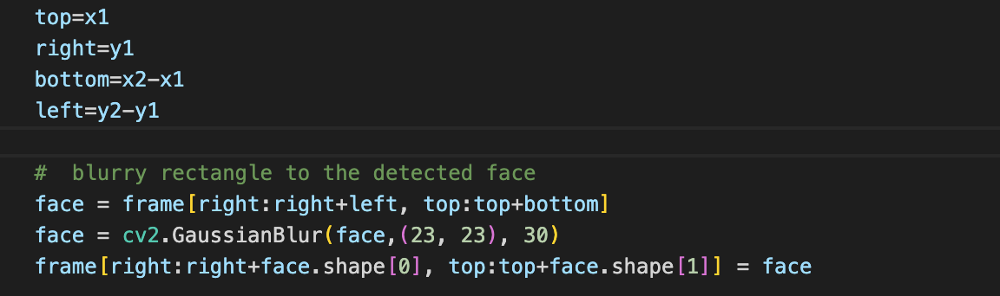 top=x1
right=y1
bottom=x2-x1
left=y2-y1
#  blurry rectangle to the detected face
face = frame[right:right+left, top:top+bottom]
face = cv2.GaussianBlur(face,(23, 23), 30)
frame[right:right+face.shape[0], top:top+face.shape[1]] = face